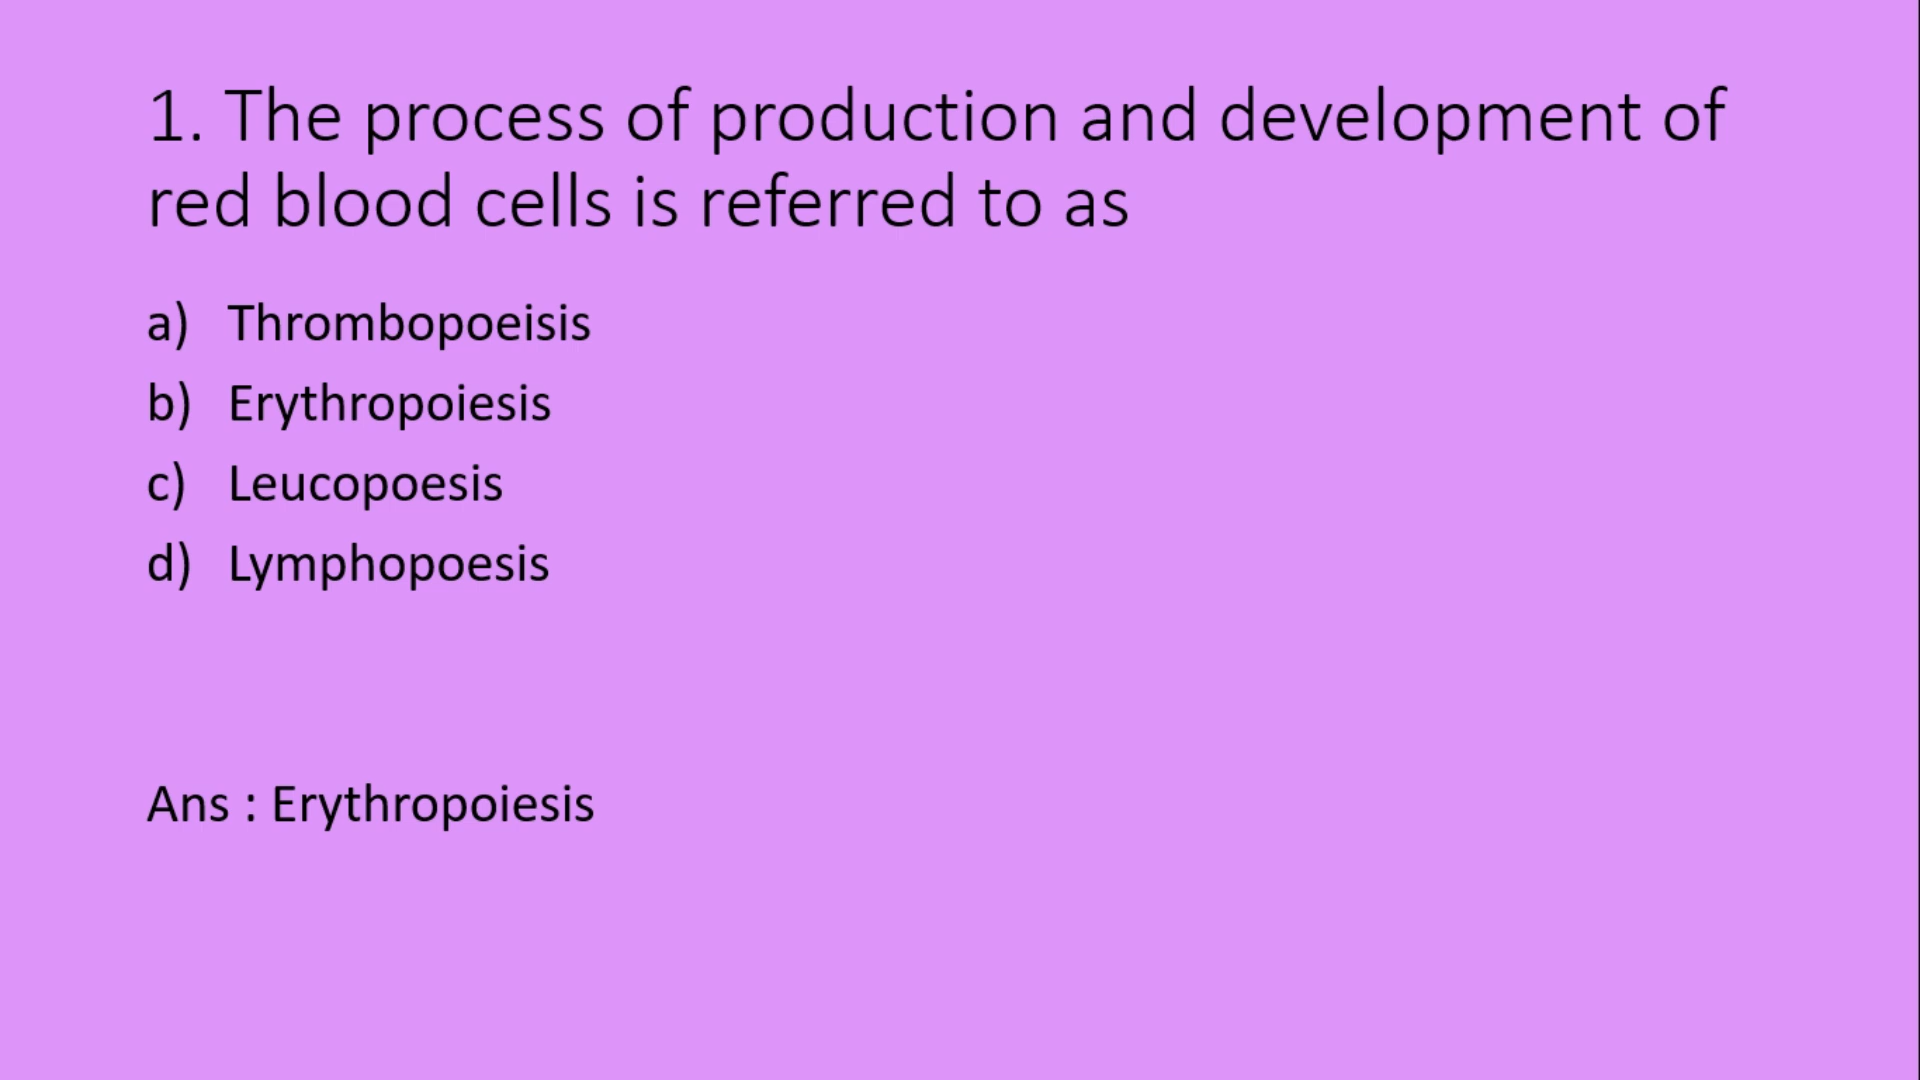 1. The process of production and development of
red blood cells is referred to as
a) Thrombopoeisis
b) Erythropoiesis
c) Leucopoesis
d) Lymphopoesis
Ans : Erythropoiesis